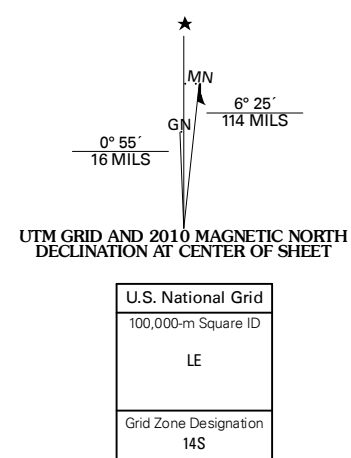 ★
MN
GN
6° 25´
114 MILS
0° 55´
16 MILS
UTM GRID AND 2010 MAGNETIC NORTH
DECLINATION AT CENTER OF SHEET
U.S. National Grid
100,000-m Square ID
LE
Grid Zone Designation
14S